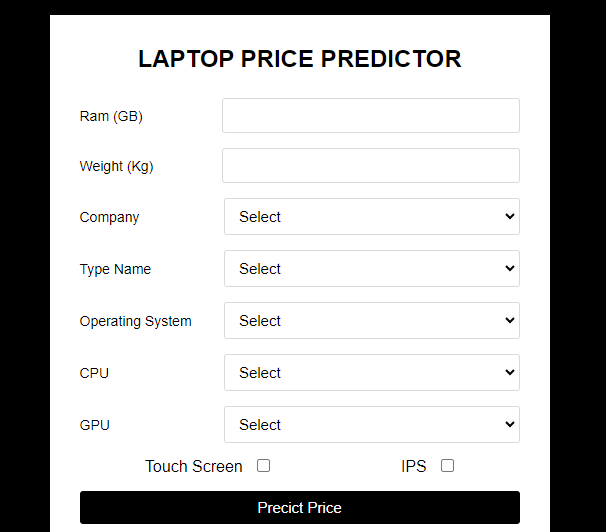 LAPTOP PRICE PREDICTOR
Ram (GB)
Weight (Kg)
Company Select
Type Name Select
Operating System Select
CPU Select
GPU Select
Touch Screen IPS
Precict Price